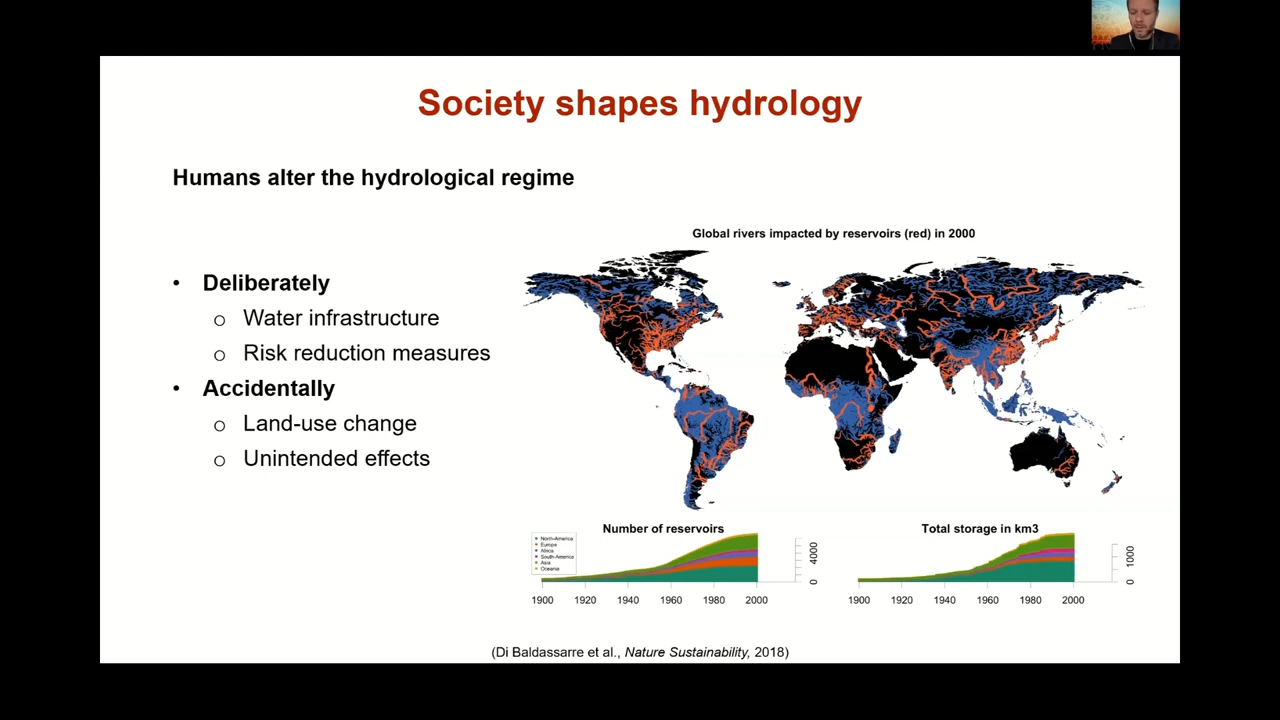 Society shapes hydrology
Humans alter the hydrological regime
• Deliberately
o Water infrastructure
o Risk reduction measures
• Accidentally
o Land-use change
o Unintended effects
Global rivers impacted by reservoirs (red) in 2000
Number of reservoirs
North-America
Europa
Africa
South-America
Asia
Oceania
0 4000
1900 1920 1940 1960 1980 2000
Total storage in km3
0 1000
1900 1920 1940 1960 1980 2000
(Di Baldassarre et al., Nature Sustainability, 2018)